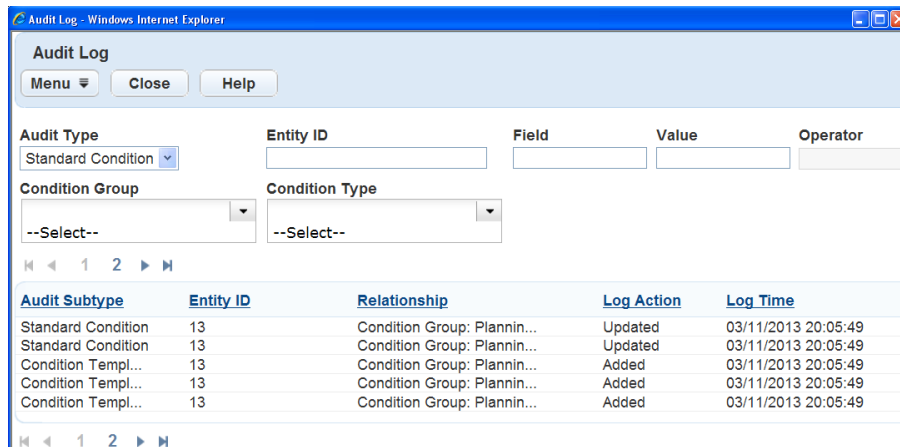 Audit Log - Windows Internet Explorer
Audit Log
Menu Close Help
Audit Type Entity ID Field Value Operator
Standard Condition
Condition Group Condition Type
--Select-- --Select--
1 2
Audit Subtype Entity ID Relationship Log Action Log Time
Standard Condition 13 Condition Group: Plannin... Updated 03/11/2013 20:05:49
Standard Condition 13 Condition Group: Plannin... Updated 03/11/2013 20:05:49
Condition Templ... 13 Condition Group: Plannin... Added 03/11/2013 20:05:49
Condition Templ... 13 Condition Group: Plannin... Added 03/11/2013 20:05:49
Condition Templ... 13 Condition Group: Plannin... Added 03/11/2013 20:05:49
1 2